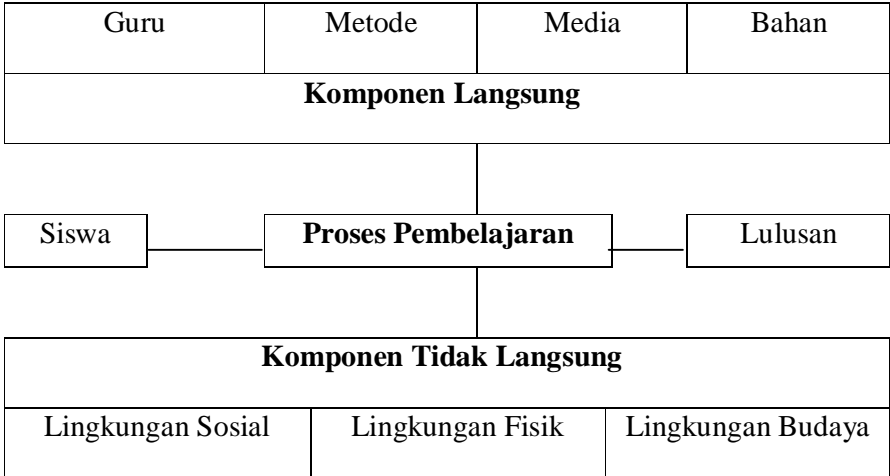 Guru Metode Media Bahan
Komponen Langsung
Siswa Proses Pembelajaran Lulusan
Komponen Tidak Langsung
Lingkungan Sosial Lingkungan Fisik Lingkungan Budaya